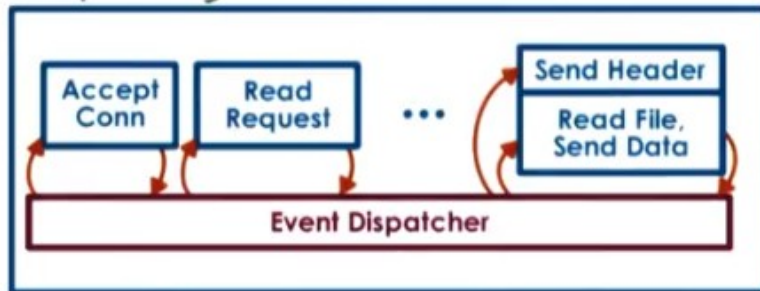 Accept
Conn
Read
Request
...
Send Header
Read File,
Send Data
Event Dispatcher